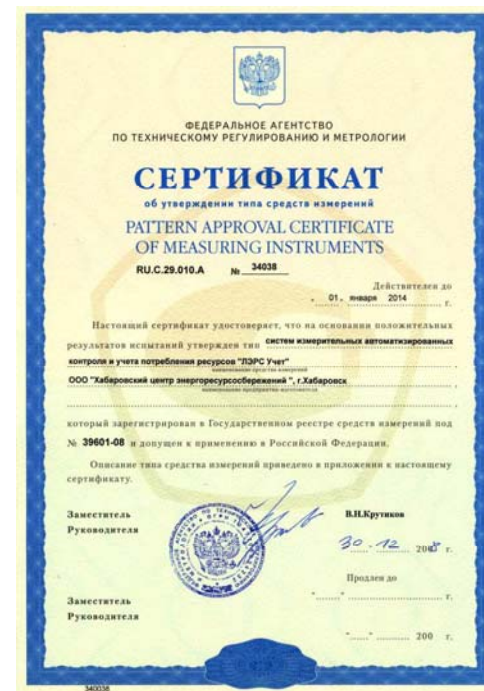 ФЕДЕРАЛЬНОЕ АГЕНТСТВО
ПО ТЕХНИЧЕСКОМУ РЕГУЛИРОВАНИЮ И МЕТРОЛОГИИ
СЕРТИФИКАТ
об утверждении типа средств измерений
PATTERN APPROVAL CERTIFICATE
OF MEASURING INSTRUMENTS
RU.C.29.010.A № 34038
Действителен до
" 01 " января 2014 г.
Настоящий сертификат удостоверяет, что на основании положительных
результатов испытаний утвержден тип систем измерительных автоматизированных
контроля и учета потребления ресурсов "ЛЭРС Учет"
наименование средства измерений
ООО "Хабаровский центр энергоресурсосбережений ", г.Хабаровск
наименование предприятия-изготовителя
который зарегистрирован в Государственном реестре средств измерений под
№ 39601-08 и допущен к применению в Российской Федерации.
Описание типа средства измерений приведено в приложении к настоящему
сертификату.
Заместитель
Руководителя
В.Н.Крутиков
30 . 12 2008 г.
Продлен до
" " г.
Заместитель
Руководителя
" " 200 г.
340038